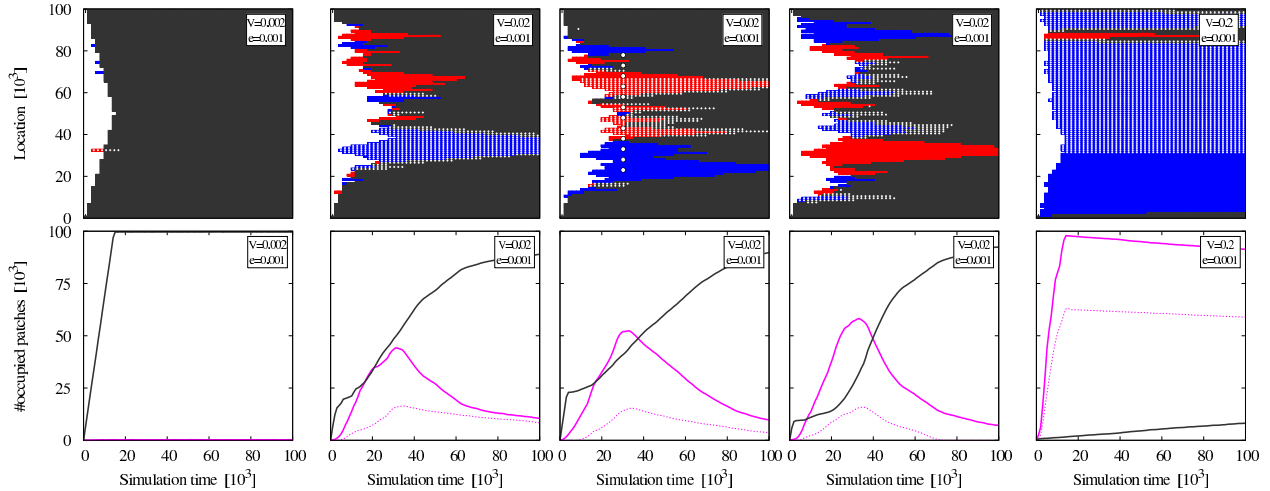 V=0.002
e=0.001
V=0.02
e=0.001
V=0.02
e=0.001
V=0.02
e=0.001
V=0.2
e=0.001
Location [10³]
100
80
60
40
20
0
V=0.002
e=0.001
V=0.02
e=0.001
V=0.02
e=0.001
V=0.02
e=0.001
V=0.2
e=0.001
#occupied patches [10³]
100
75
50
25
0
0 20 40 60 80 100
0 20 40 60 80 100
0 20 40 60 80 100
0 20 40 60 80 100
0 20 40 60 80 100
Simulation time [10³]
Simulation time [10³]
Simulation time [10³]
Simulation time [10³]
Simulation time [10³]